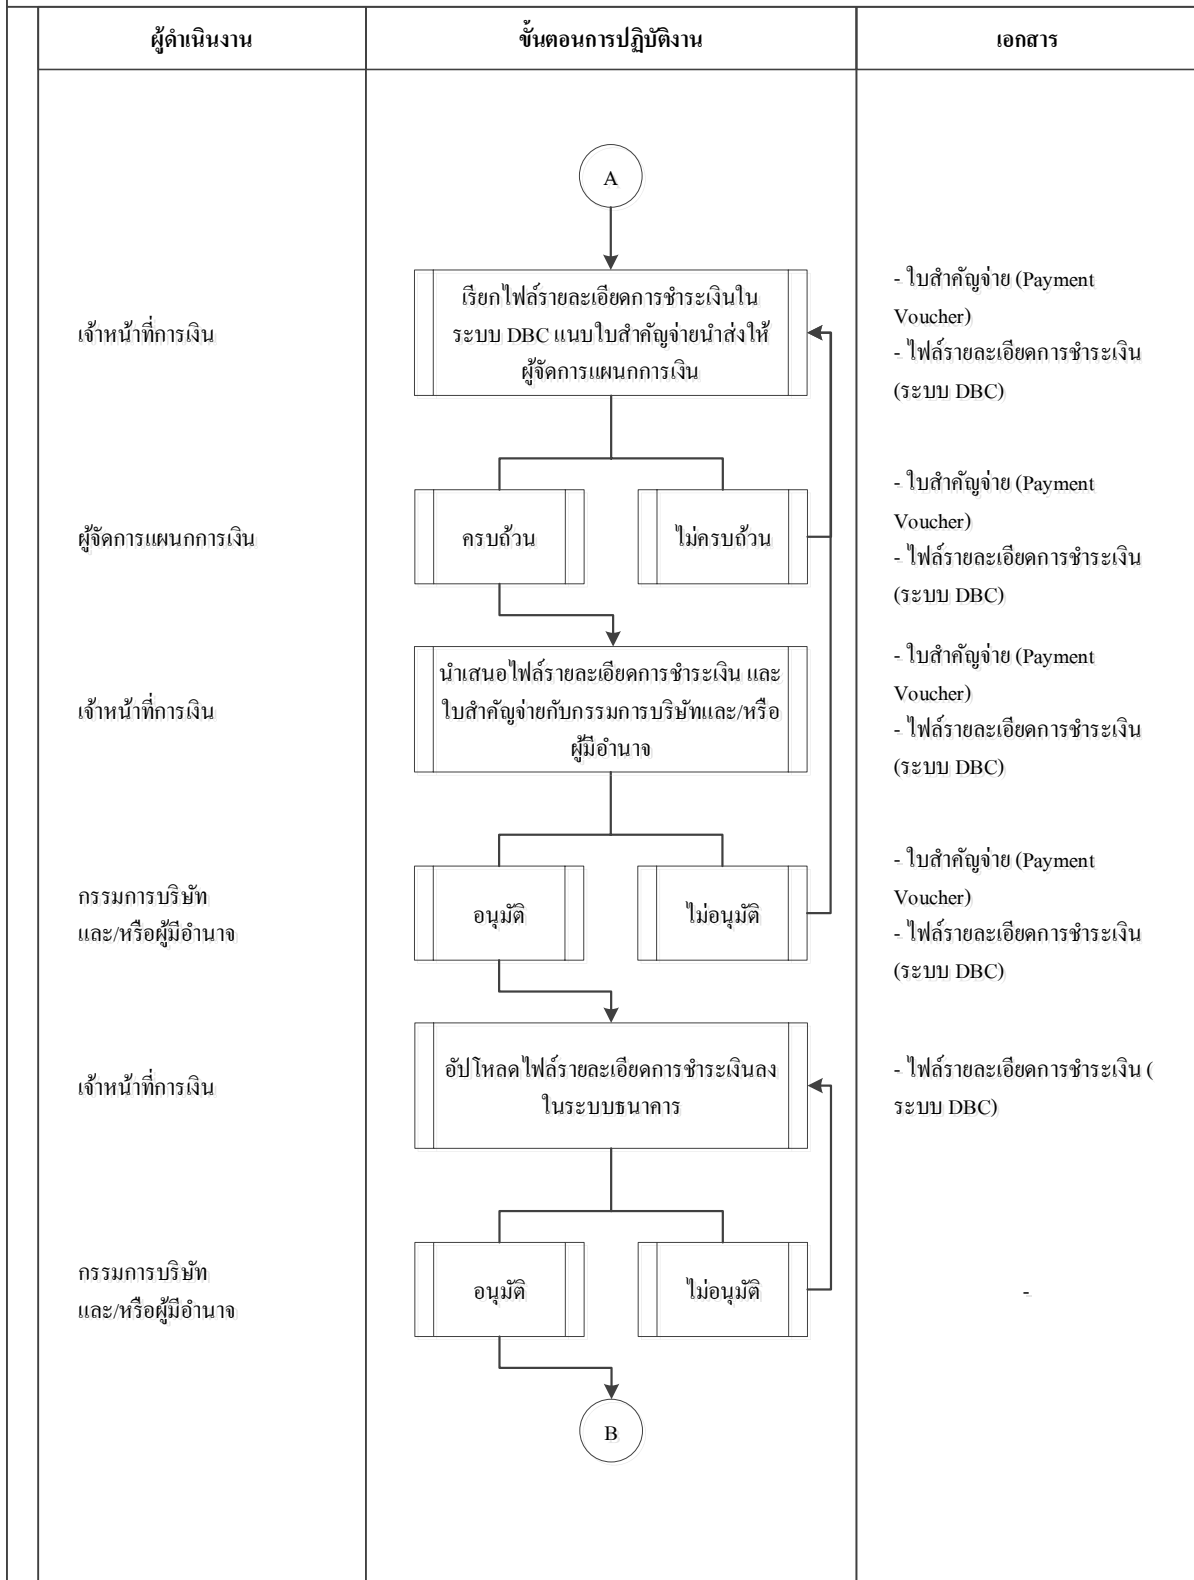 ผู้ดำเนินงาน
ขั้นตอนการปฏิบัติงาน
เอกสาร
A
เจ้าหน้าที่การเงิน
เรียกไฟล์รายละเอียดการชำระเงินใน
ระบบ DBC แนบใบสำคัญจ่ายนำส่งให้
ผู้จัดการแผนกการเงิน
- ใบสำคัญจ่าย (Payment
Voucher)
- ไฟล์รายละเอียดการชำระเงิน
(ระบบ DBC)
ผู้จัดการแผนกการเงิน
ครบถ้วน
ไม่ครบถ้วน
- ใบสำคัญจ่าย (Payment
Voucher)
- ไฟล์รายละเอียดการชำระเงิน
(ระบบ DBC)
เจ้าหน้าที่การเงิน
นำเสนอไฟล์รายละเอียดการชำระเงิน และ
ใบสำคัญจ่ายกับกรรมการบริษัทและ/หรือ
ผู้มีอำนาจ
- ใบสำคัญจ่าย (Payment
Voucher)
- ไฟล์รายละเอียดการชำระเงิน
(ระบบ DBC)
กรรมการบริษัท
และ/หรือผู้มีอำนาจ
อนุมัติ
ไม่อนุมัติ
- ใบสำคัญจ่าย (Payment
Voucher)
- ไฟล์รายละเอียดการชำระเงิน
(ระบบ DBC)
เจ้าหน้าที่การเงิน
อัปโหลดไฟล์รายละเอียดการชำระเงินลง
ในระบบธนาคาร
- ไฟล์รายละเอียดการชำระเงิน (
ระบบ DBC)
กรรมการบริษัท
และ/หรือผู้มีอำนาจ
อนุมัติ
ไม่อนุมัติ
-
B